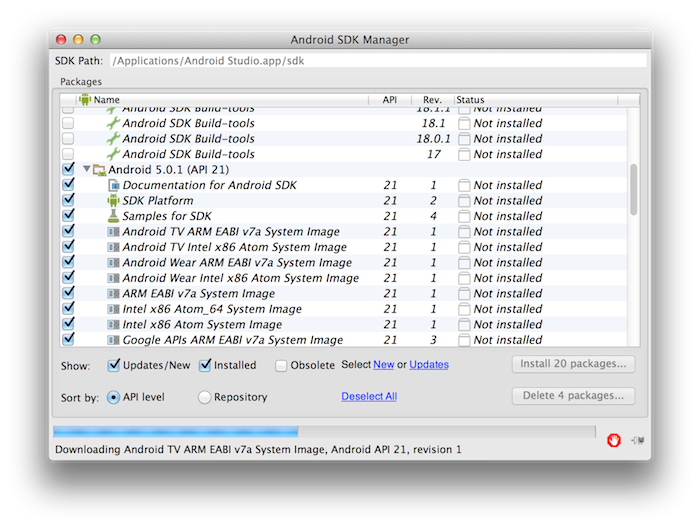 Android SDK Manager
SDK Path: /Applications/Android Studio.app/sdk
Packages
Name API Rev. Status
Android SDK Build-tools 18.1.1 Not installed
Android SDK Build-tools 18.1 Not installed
Android SDK Build-tools 18.0.1 Not installed
Android SDK Build-tools 17 Not installed
Android 5.0.1 (API 21)
Documentation for Android SDK 21 1 Not installed
SDK Platform 21 2 Not installed
Samples for SDK 21 4 Not installed
Android TV ARM EABI v7a System Image 21 1 Not installed
Android TV Intel x86 Atom System Image 21 1 Not installed
Android Wear ARM EABI v7a System Image 21 1 Not installed
Android Wear Intel x86 Atom System Image 21 1 Not installed
ARM EABI v7a System Image 21 1 Not installed
Intel x86 Atom_64 System Image 21 1 Not installed
Intel x86 Atom System Image 21 1 Not installed
Google APIs ARM EABI v7a System Image 21 3 Not installed
Show: Updates/New Installed Obsolete Select New or Updates Install 20 packages...
Sort by: API level Repository Deselect All Delete 4 packages...
Downloading Android TV ARM EABI v7a System Image, Android API 21, revision 1